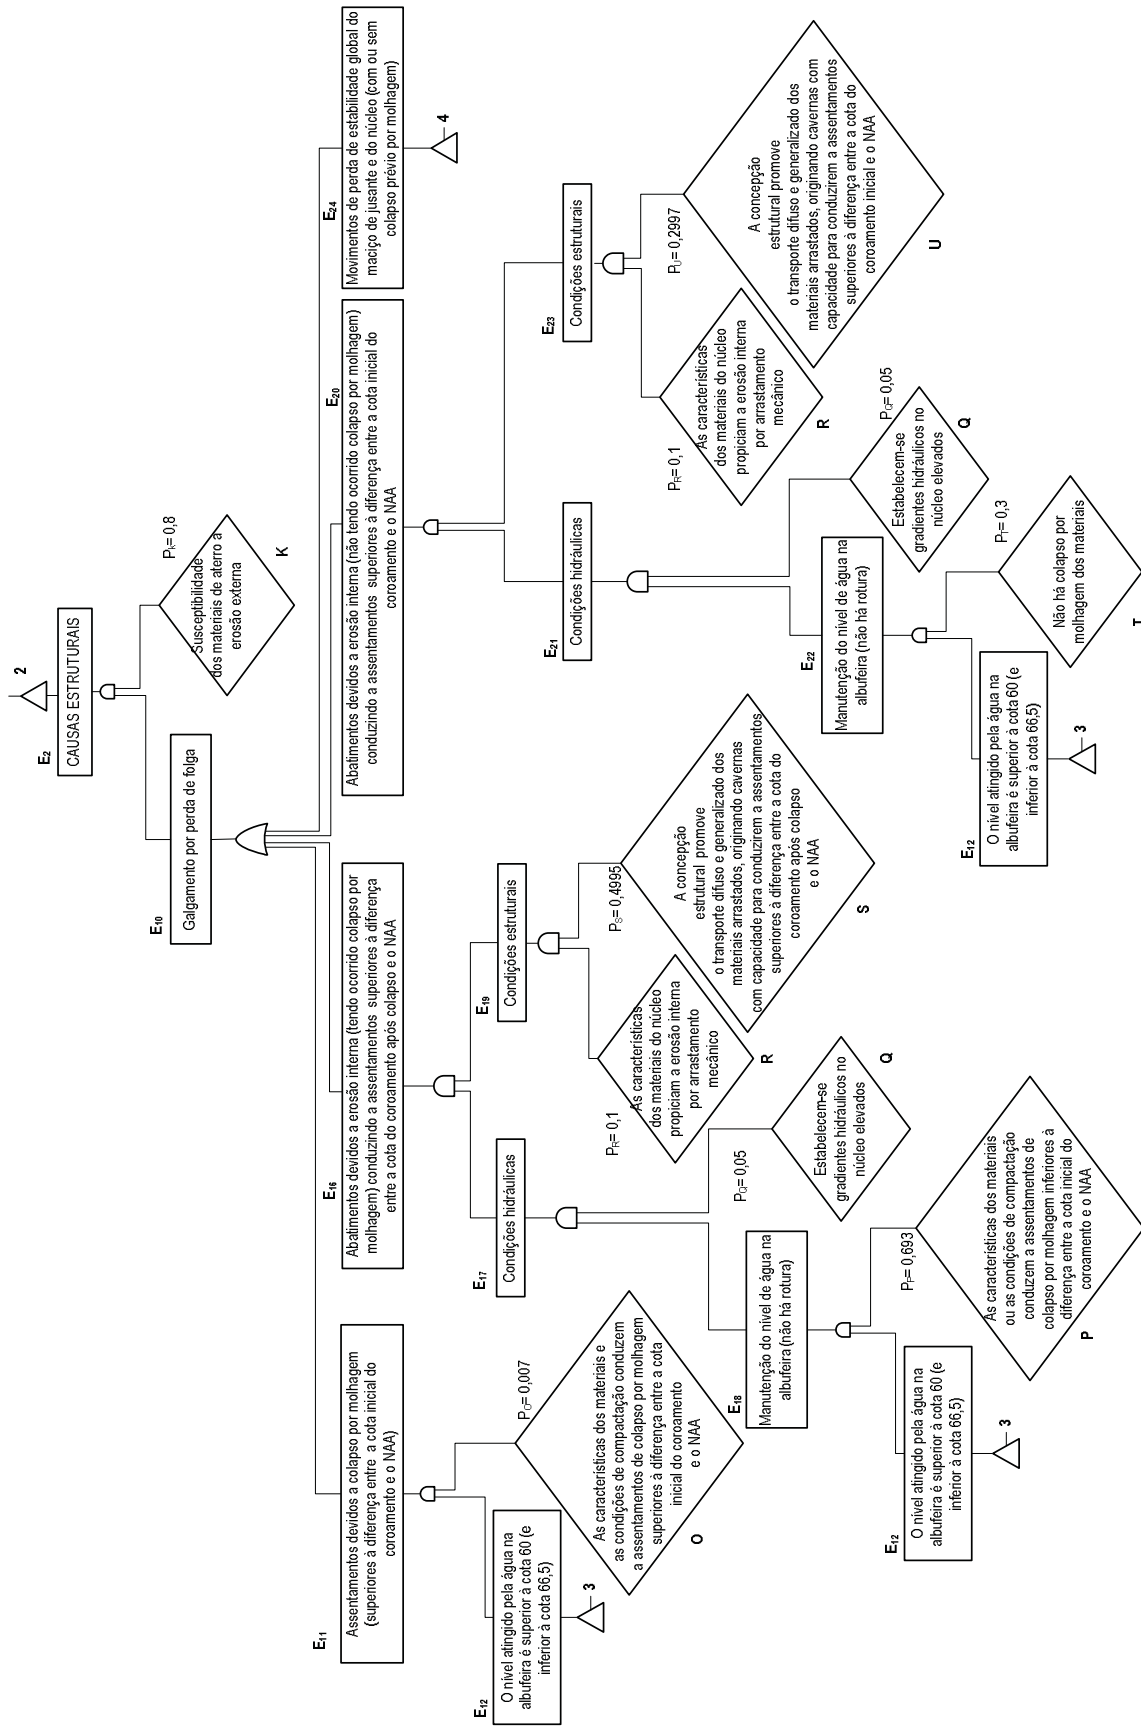 2
E2
CAUSAS ESTRUTURAIS
PK= 0,8
Susceptibilidade
dos materiais de aterro a
erosão externa
K
E10
Galgamento por perda de folga
E11
Assentamentos devidos a colapso por molhagem
(superiores à diferença entre a cota inicial do
coroamento e o NAA)
E16
Abatimentos devidos a erosão interna (tendo ocorrido colapso por
molhagem) conduzindo a assentamentos superiores à diferença
entre a cota do coroamento após colapso e o NAA
E20
Abatimentos devidos a erosão interna (não tendo ocorrido colapso por molhagem)
conduzindo a assentamentos superiores à diferença entre a cota inicial do
coroamento e o NAA
E24
Movimentos de perda de estabilidade global do
maciço de jusante e do núcleo (com ou sem
colapso prévio por molhagem)
4
E12
O nível atingido pela água na
albufeira é superior à cota 60 (e
inferior à cota 66,5)
3
PO= 0,007
As características dos materiais e
as condições de compactação conduzem
a assentamentos de colapso por molhagem
superiores à diferença entre a cota
inicial do coroamento
e o NAA
O
E17
Condições hidráulicas
E19
Condições estruturais
E18
Manutenção do nível de água na
albufeira (não há rotura)
PQ= 0,05
Estabelecem-se
gradientes hidráulicos no
núcleo elevados
Q
E12
O nível atingido pela água na
albufeira é superior à cota 60 (e
inferior à cota 66,5)
3
PP= 0,693
As características dos materiais
ou as condições de compactação
conduzem a assentamentos de
colapso por molhagem inferiores à
diferença entre a cota inicial do
coroamento e o NAA
P
PR= 0,1
As características
dos materiais do núcleo
propiciam a erosão interna
por arrastamento
mecânico
R
PS= 0,4995
A concepção
estrutral promove
o transporte difuso e generalizado dos
materiais arrastados, originando cavernas
com capacidade para conduzirem a assentamentos
superiores à diferença entre a cota do
coroamento após colapso
e o NAA
S
E21
Condições hidráulicas
E23
Condições estruturais
E22
Manutenção do nível de água na
albufeira (não há rotura)
PQ= 0,05
Estabelecem-se
gradientes hidráulicos no
núcleo elevados
Q
E12
O nível atingido pela água na
albufeira é superior à cota 60 (e
inferior à cota 66,5)
3
PT= 0,3
Não há colapso por
molhagem dos materiais
T
PR= 0,1
As características
dos materiais do núcleo
propiciam a erosão interna
por arrastamento
mecânico
R
PU= 0,2997
A concepção
estrutural promove
o transporte difuso e generalizado dos
materiais arrastados, originando cavernas com
capacidade para conduzirem a assentamentos
superiores à diferença entre a cota do
coroamento inicial e o NAA
U